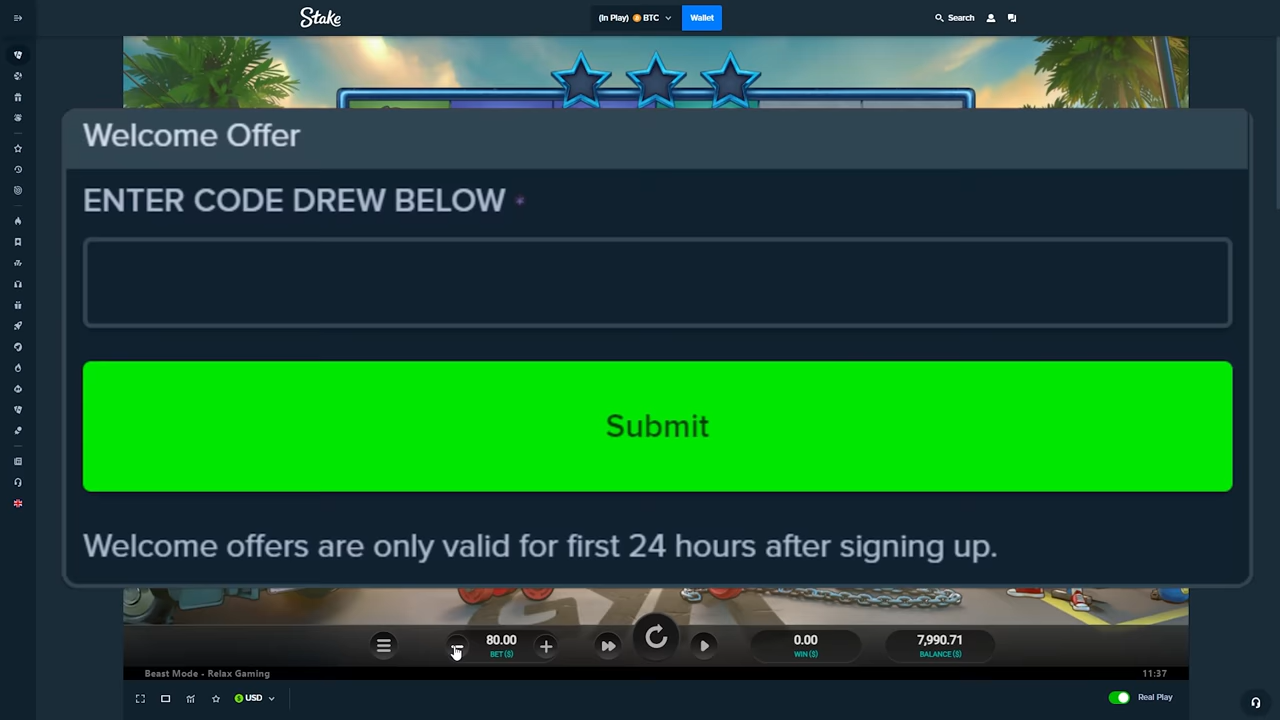 Stake
(In Play) BTC
Wallet
Search
Welcome Offer
ENTER CODE DREW BELOW *
Submit
Welcome offers are only valid for first 24 hours after signing up.
80.00
BET ($)
0.00
WIN ($)
7,990.71
BALANCE ($)
Beast Mode - Relax Gaming
11:37
USD
Real Play